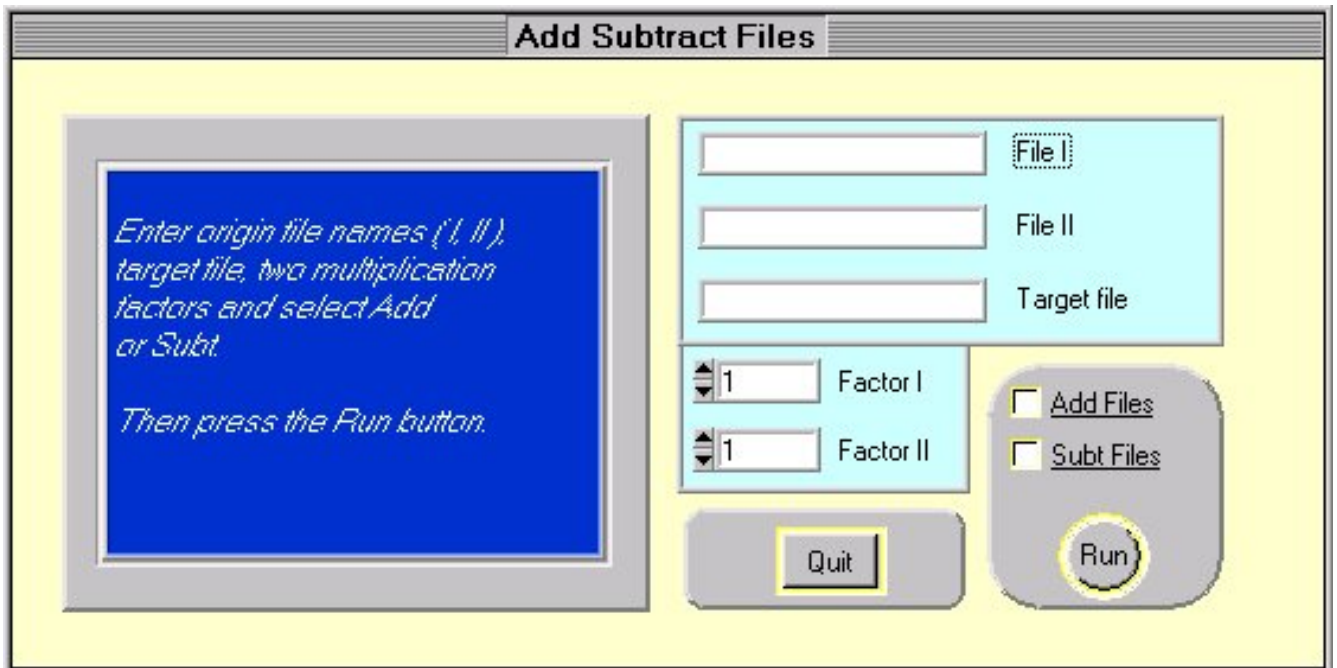 Add Subtract Files
Enter origin file names ( I, II ),
target file, two multiplication
factors and select Add
or Subt.
Then press the Run button.
File I
File II
Target file
1 Factor I
1 Factor II
Add Files
Subt Files
Quit
Run